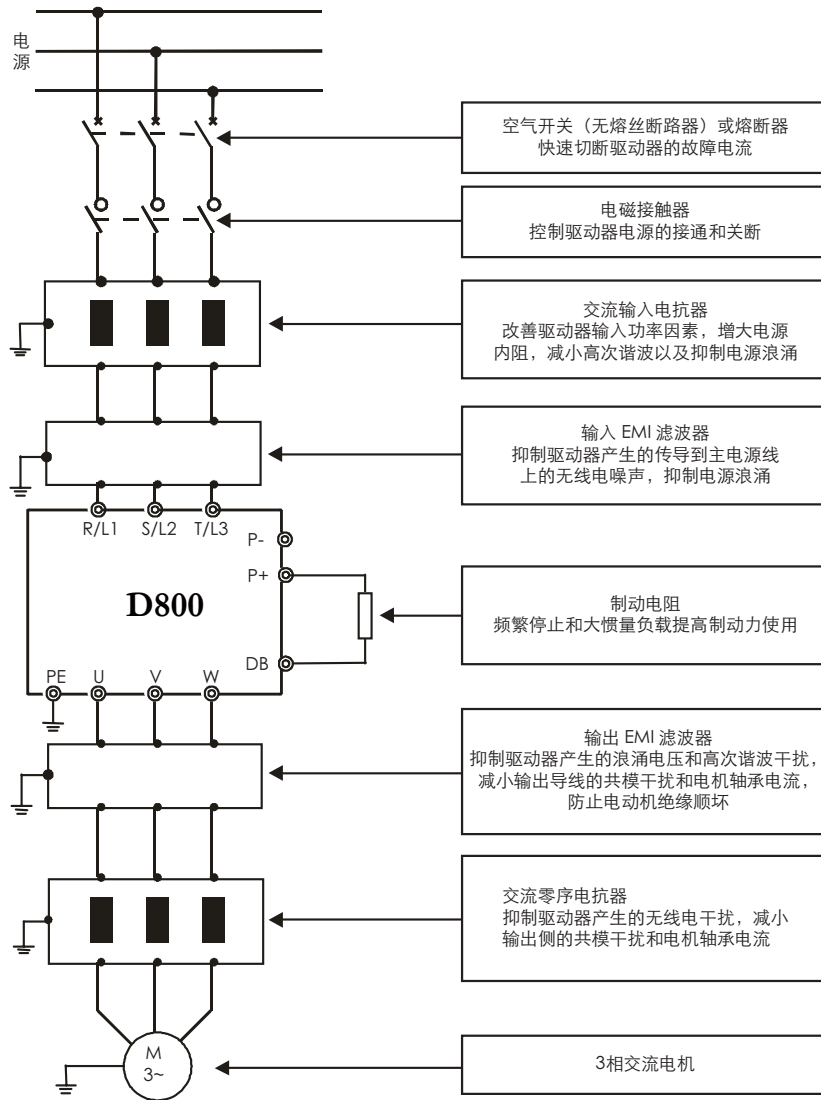 电
源
空气开关（无熔丝断路器）或熔断器
快速切断驱动器的故障电流
电磁接触器
控制驱动器电源的接通和关断
交流输入电抗器
改善驱动器输入功率因素，增大电源
内阻，减小高次谐波以及抑制电源浪涌
输入 EMI 滤波器
抑制驱动器产生的传导到主电源线
上的无线电噪声，抑制电源浪涌
R/L1 S/L2 T/L3
P-
P+
D800
制动电阻
频繁停止和大惯量负载提高制动力使用
DB
PE U V W
输出 EMI 滤波器
抑制驱动器产生的浪涌电压和高次谐波干扰，
减小输出导线的共模干扰和电机轴承电流，
防止电动机绝缘顺坏
交流零序电抗器
抑制驱动器产生的无线电干扰，减小
输出侧的共模干扰和电机轴承电流
M
3~
3相交流电机